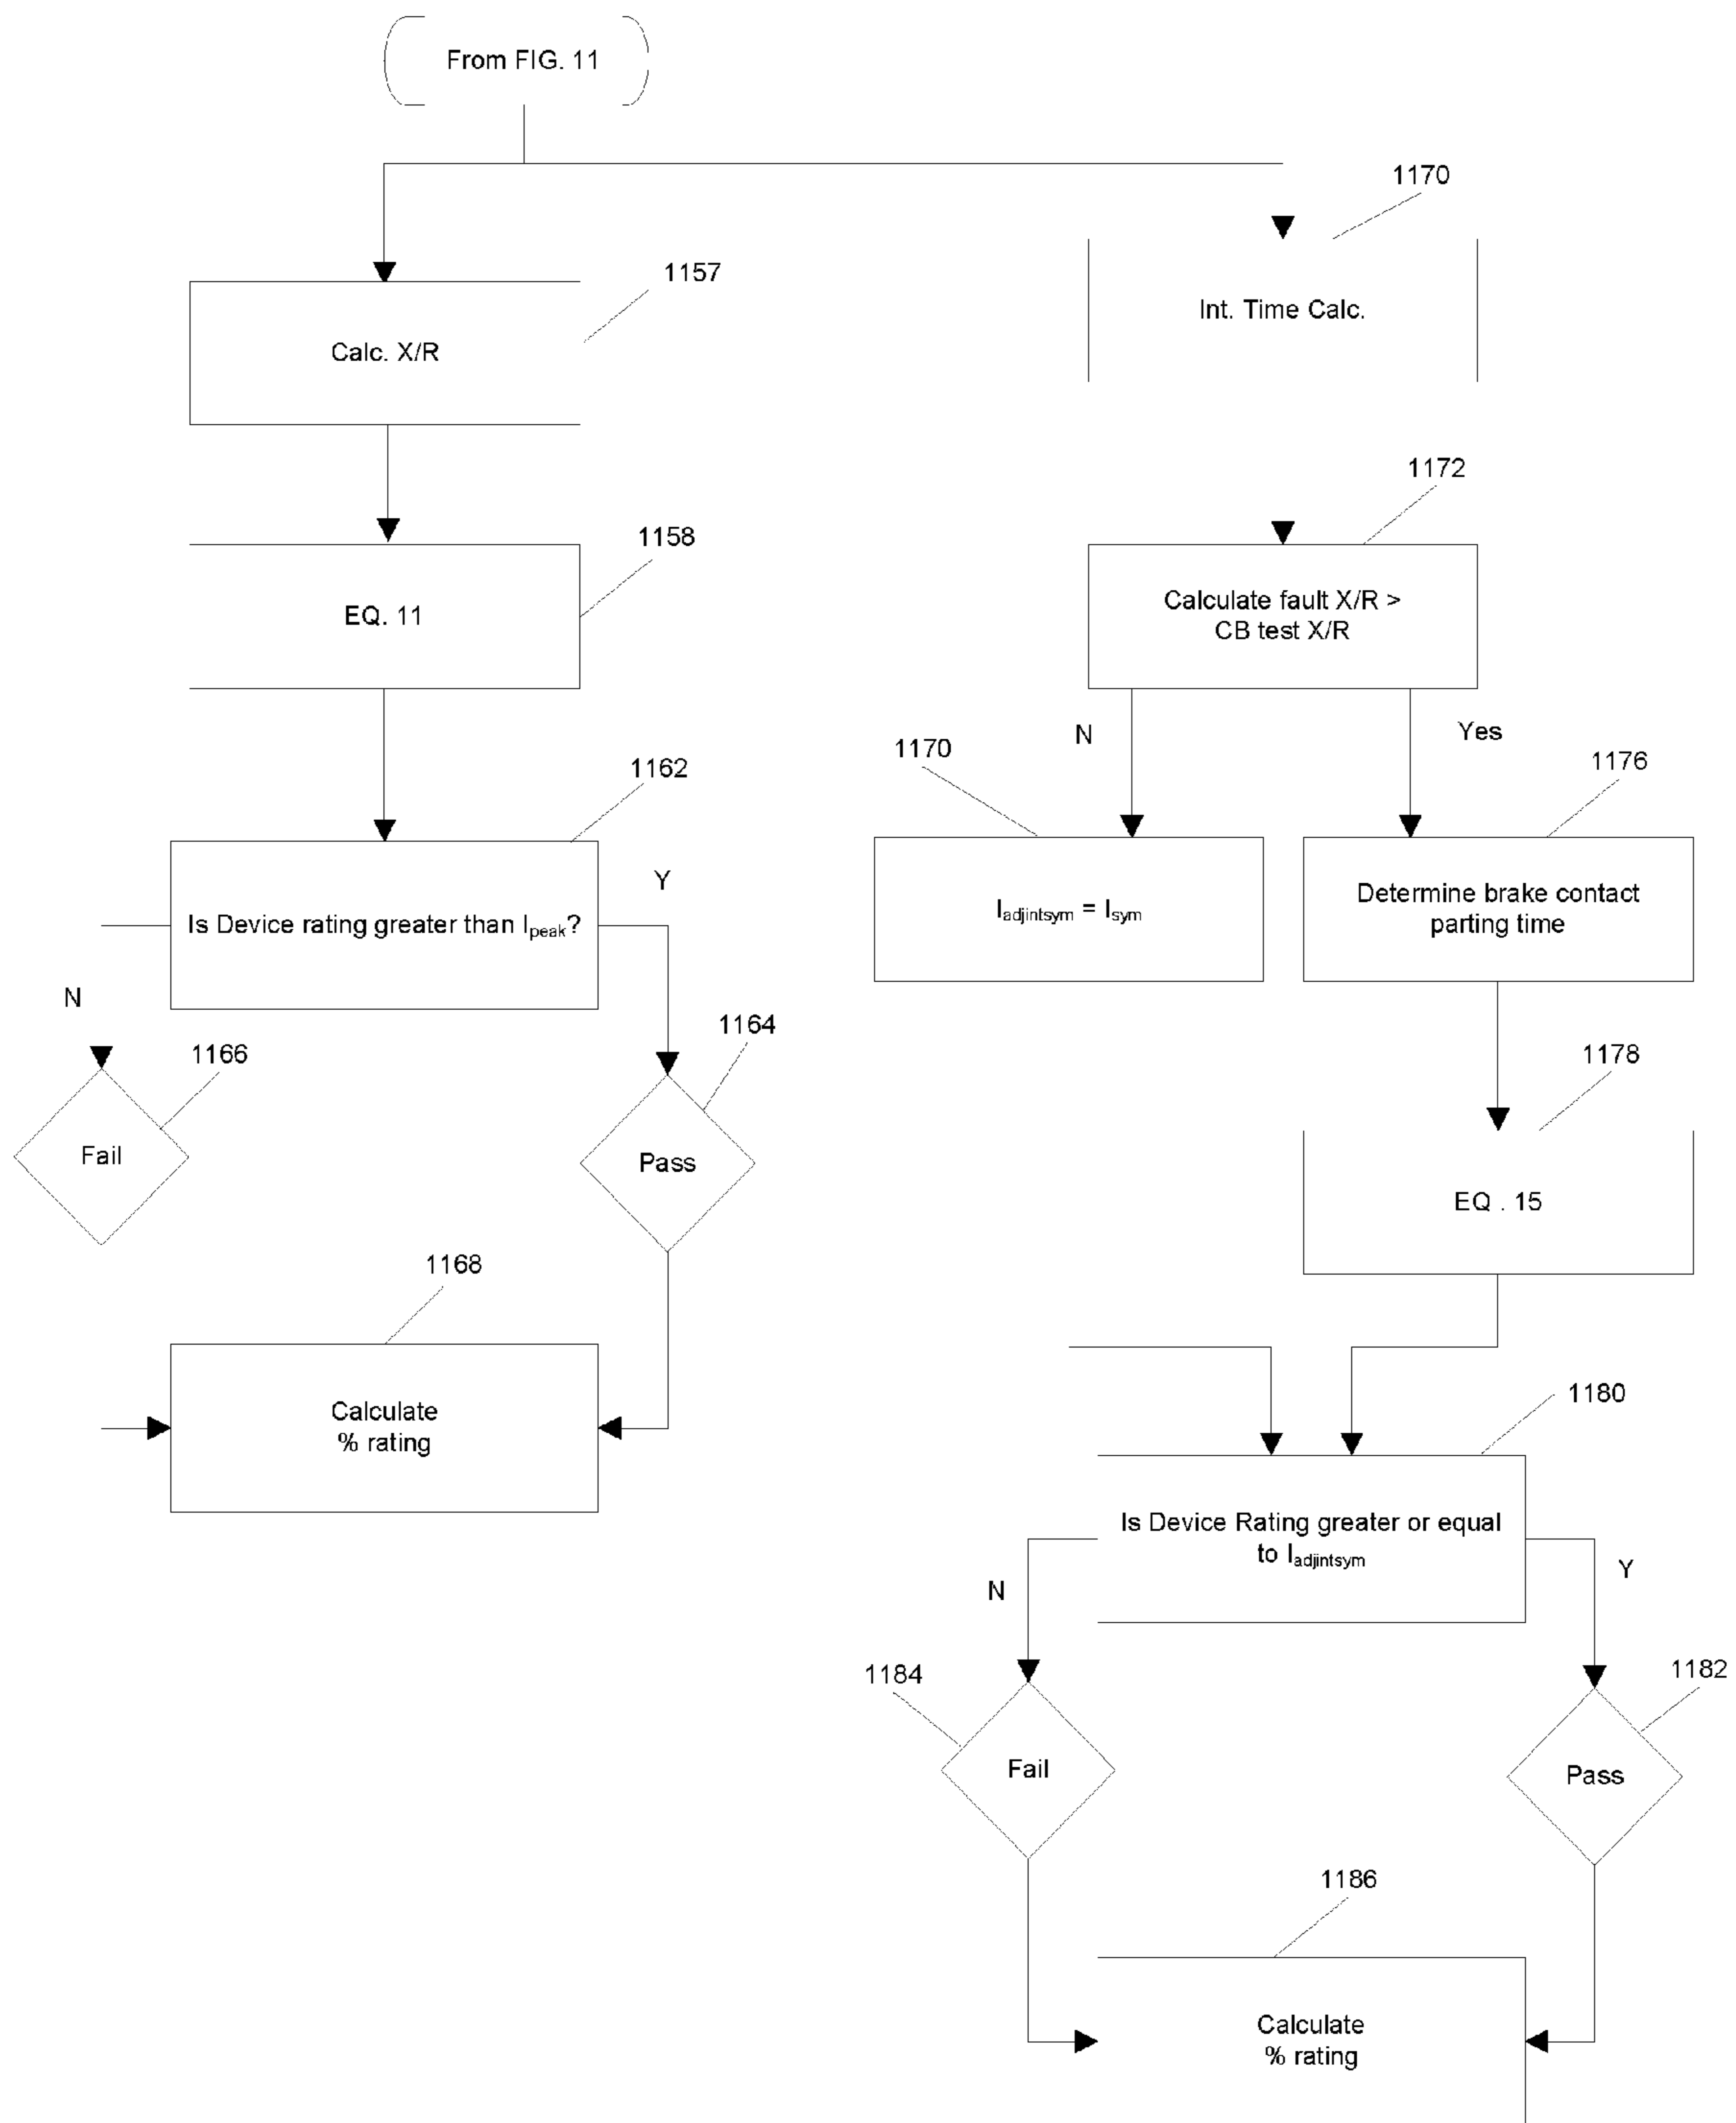 From FIG. 11
1170
1157
Int. Time Calc.
Calc. X/R
1172
1158
Calculate fault X/R >
CB test X/R
EQ. 11
N
Yes
1170
1176
1162
Y
Is Device rating greater than Ipeak?
Iadjintsym = Isym
Determine brake contact
parting time
N
1164
1166
1178
Fail
Pass
EQ . 15
1168
1180
Calculate
% rating
Is Device Rating greater or equal
to Iadjintsym
N
Y
1184
1182
Fail
Pass
1186
Calculate
% rating